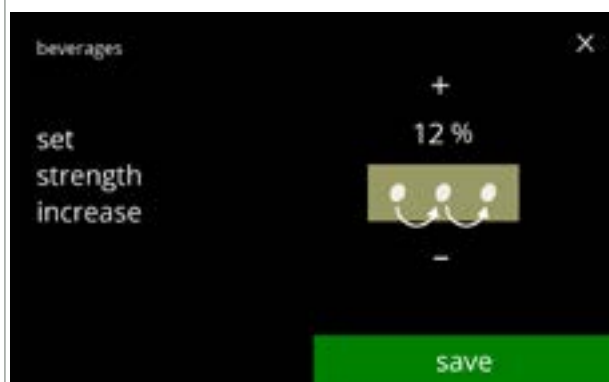 beverages
X
+
set
strength
increase
12 %
-
save